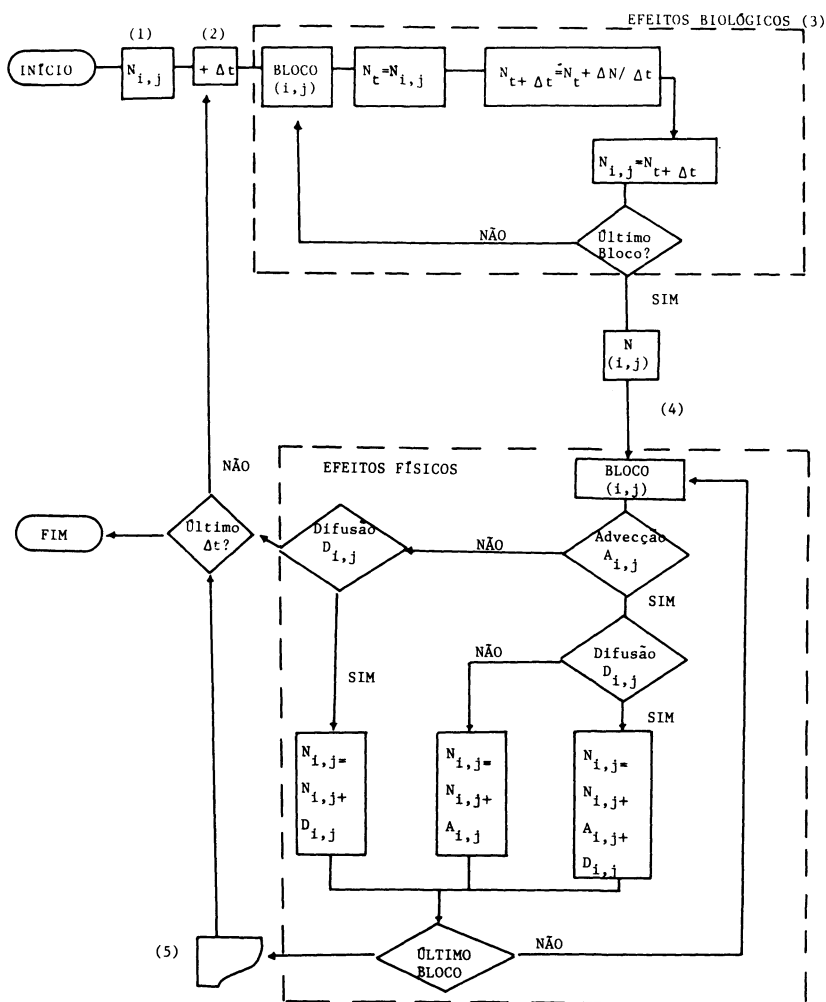 EFEITOS BIOLÓGICOS (3)
(1)
(2)
INÍCIO
N i,j
+ Δt
BLOCO
(i,j)
N t = N i,j
N t+ Δt = N t + ΔN/ Δt
N i,j = N t+ Δt
NÃO
Último
Bloco?
SIM
N
(i,j)
(4)
EFEITOS FÍSICOS
BLOCO
(i,j)
NÃO
FIM
Último
Δt?
Difusão
D i,j
NÃO
Advecção
A i,j
SIM
SIM
NÃO
Difusão
D i,j
SIM
N i,j =
N i,j +
D i,j
N i,j =
N i,j +
A i,j
N i,j =
N i,j +
A i,j +
D i,j
(5)
ÚLTIMO
BLOCO
NÃO